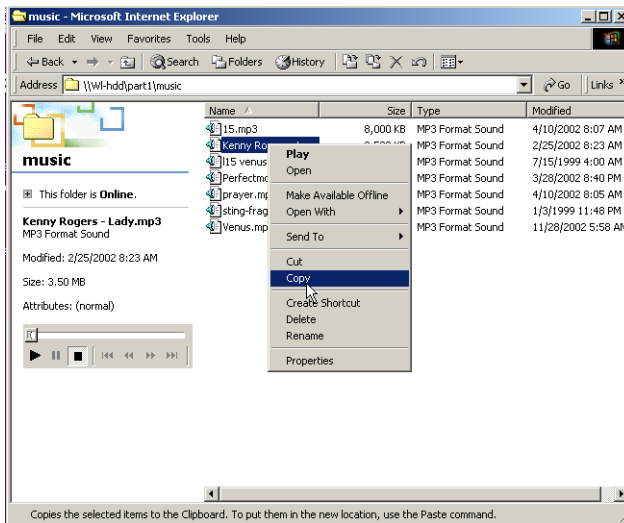 music - Microsoft Internet Explorer
File Edit View Favorites Tools Help
Back Search Folders History
Address \\Wl-hdd\part1\music Go Links »
Name Size Type Modified
15.mp3 8,000 KB MP3 Format Sound 4/10/2002 8:07 AM
Kenny Ro MP3 Format Sound 2/25/2002 8:23 AM
l15 venus MP3 Format Sound 7/15/1999 4:00 AM
Perfectmo MP3 Format Sound 3/28/2002 8:40 PM
prayer.mp MP3 Format Sound 4/10/2002 8:05 AM
sting-frag MP3 Format Sound 1/3/1999 11:48 PM
Venus.mp MP3 Format Sound 11/28/2002 5:58 AM
music
This folder is Online.
Kenny Rogers - Lady.mp3
MP3 Format Sound
Modified: 2/25/2002 8:23 AM
Size: 3.50 MB
Attributes: (normal)
Play
Open
Make Available Offline
Open With
Send To
Cut
Copy
Create Shortcut
Delete
Rename
Properties
Copies the selected items to the Clipboard. To put them in the new location, use the Paste command.